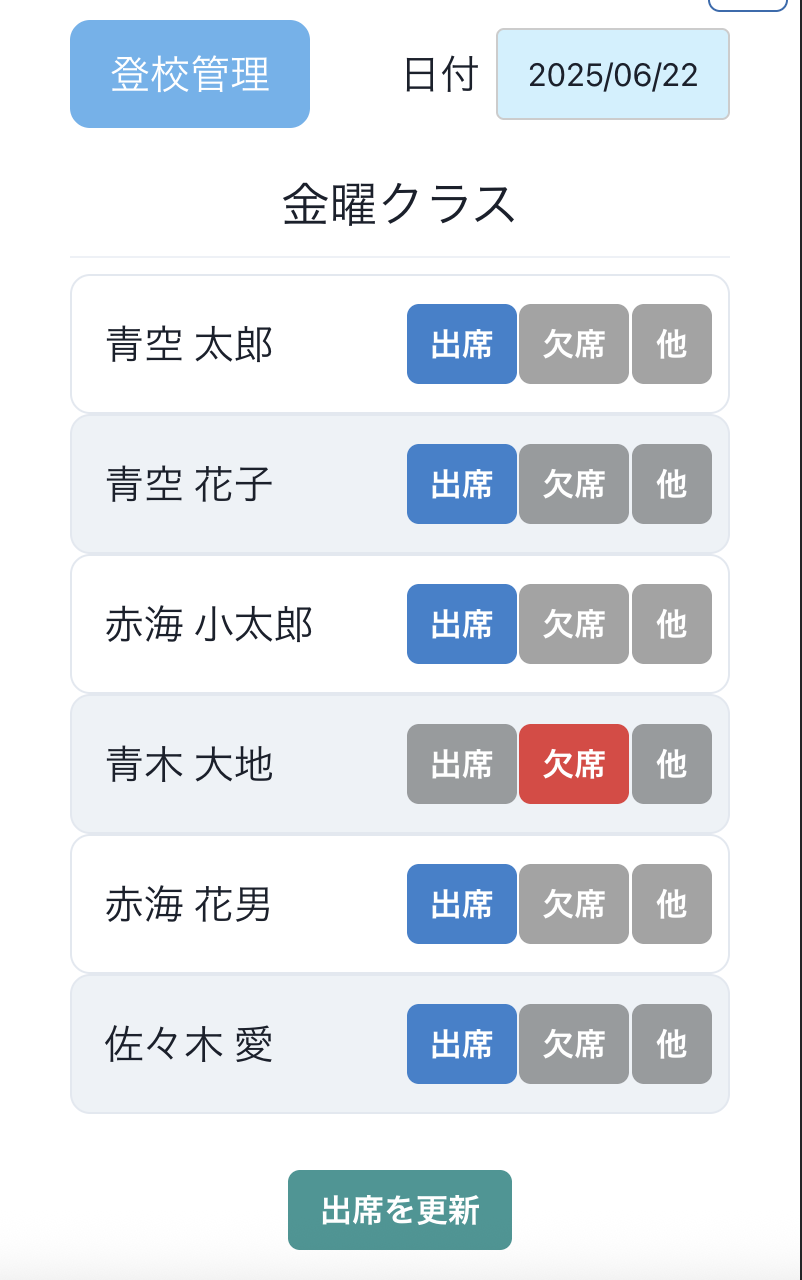 登校管理 日付 2025/06/22
金曜クラス
青空 太郎 出席 欠席 他
青空 花子 出席 欠席 他
赤海 小太郎 出席 欠席 他
青木 大地 出席 欠席 他
赤海 花男 出席 欠席 他
佐々木 愛 出席 欠席 他
出席を更新